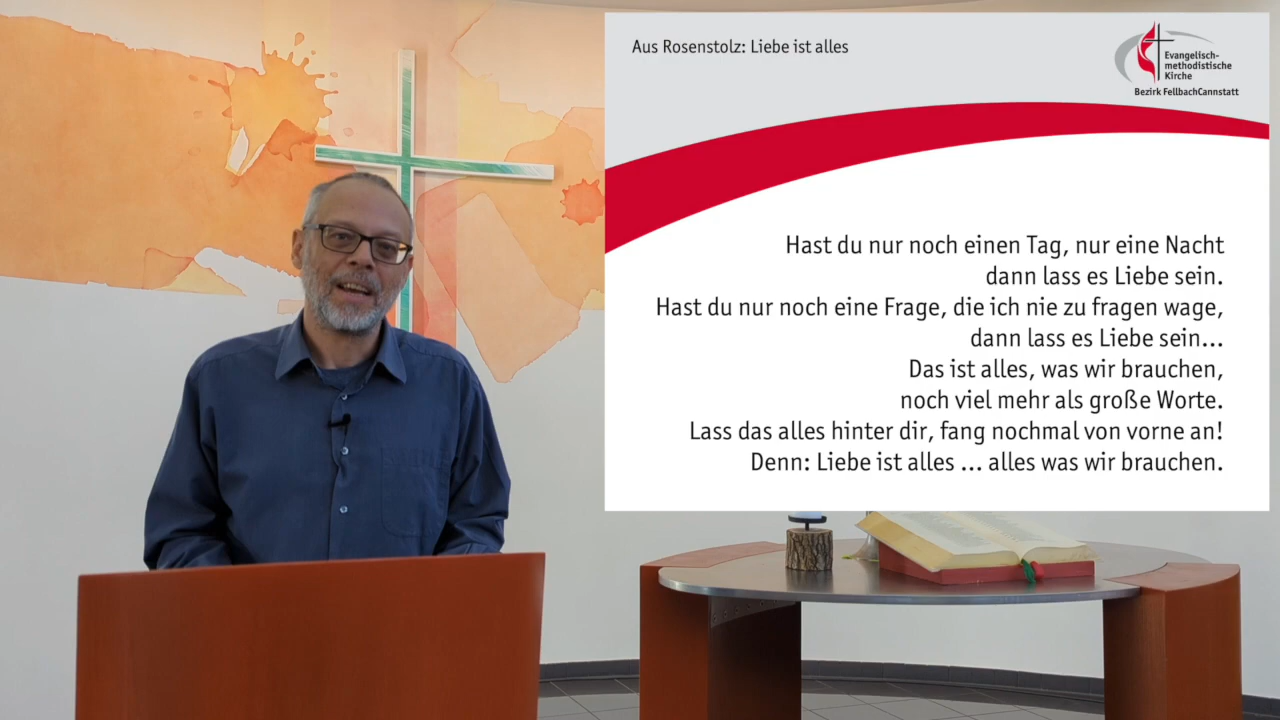 Aus Rosenstolz: Liebe ist alles
Evangelisch-
methodistische
Kirche
Bezirk FellbachCannstatt
Hast du nur noch einen Tag, nur eine Nacht
dann lass es Liebe sein.
Hast du nur noch eine Frage, die ich nie zu fragen wage,
dann lass es Liebe sein...
Das ist alles, was wir brauchen,
noch viel mehr als große Worte.
Lass das alles hinter dir, fang nochmal von vorne an!
Denn: Liebe ist alles ... alles was wir brauchen.